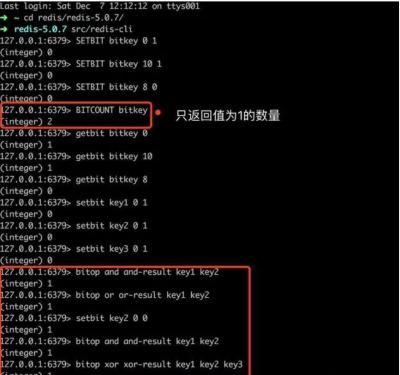 Last login: Sat Dec  7 12:12:12 on ttys001
➜  ~ cd redis/redis-5.0.7/
➜  redis-5.0.7 src/redis-cli
127.0.0.1:6379> SETBIT bitkey 0 1
(integer) 0
127.0.0.1:6379> SETBIT bitkey 10 1
(integer) 0
127.0.0.1:6379> SETBIT bitkey 8 0
(integer) 0
127.0.0.1:6379> BITCOUNT bitkey
(integer) 2
只返回值为1的数量
127.0.0.1:6379> getbit bitkey 0
(integer) 1
127.0.0.1:6379> getbit bitkey 10
(integer) 1
127.0.0.1:6379> getbit bitkey 8
(integer) 0
127.0.0.1:6379> setbit key1 0 1
(integer) 0
127.0.0.1:6379> setbit key2 0 1
(integer) 0
127.0.0.1:6379> setbit key3 0 1
(integer) 0
127.0.0.1:6379> bitop and and-result key1 key2
(integer) 1
127.0.0.1:6379> bitop or or-result key1 key2
(integer) 1
127.0.0.1:6379> setbit key2 0 0
(integer) 1
127.0.0.1:6379> bitop and and-result key1 key2
(integer) 1
127.0.0.1:6379> bitop xor xor-result key1 key2 key3
(integer) 1